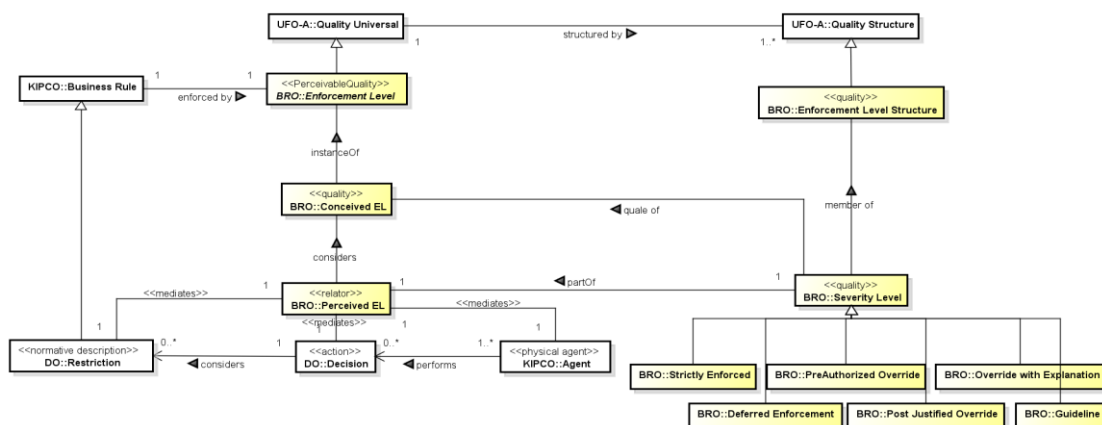 UFO-A::Quality Universal
UFO-A::Quality Structure
1
structured by
1..*
KIPCO::Business Rule
1
1
enforced by
<<PerceivableQuality>>
BRO::Enforcement Level
<<quality>>
BRO::Enforcement Level Structure
instanceOf
<<quality>>
BRO::Conceived EL
quale of
member of
considers
1
1
<<mediates>>
1
<<relator>>
BRO::Perceived EL
1
partOf
1
<<quality>>
BRO::Severity Level
<<mediates>>
<<mediates>>
1
1
1
1
<<normative description>>
DO::Restriction
0..*
considers
1
<<action>>
DO::Decision
0..*
performs
1..*
<<physical agent>>
KIPCO::Agent
BRO::Strictly Enforced
BRO::PreAuthorized Override
BRO::Override with Explanation
BRO::Deferred Enforcement
BRO::Post Justified Override
BRO::Guideline